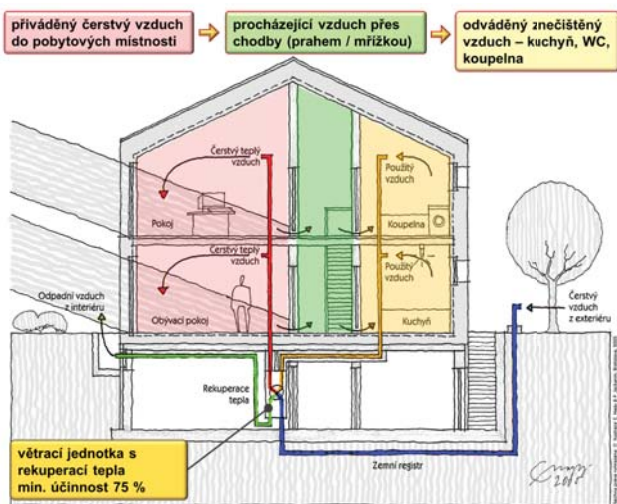 přiváděný čerstvý vzduch
do pobytových místností
procházející vzduch přes
chodby (prahem / mřížkou)
odváděný znečištěný
vzduch – kuchyň, WC,
koupelna
Čerstvý teplý
vzduch
Použitý
vzduch
Pokoj
Koupelna
Čerstvý teplý
vzduch
Použitý
vzduch
Odpadní vzduch
z interiéru
Čerstvý
vzduch
z exteriéru
Obývací pokoj
Kuchyň
Rekuperace
tepla
větrací jednotka s
rekuperací tepla
min. účinnost 75 %
Zemní registr